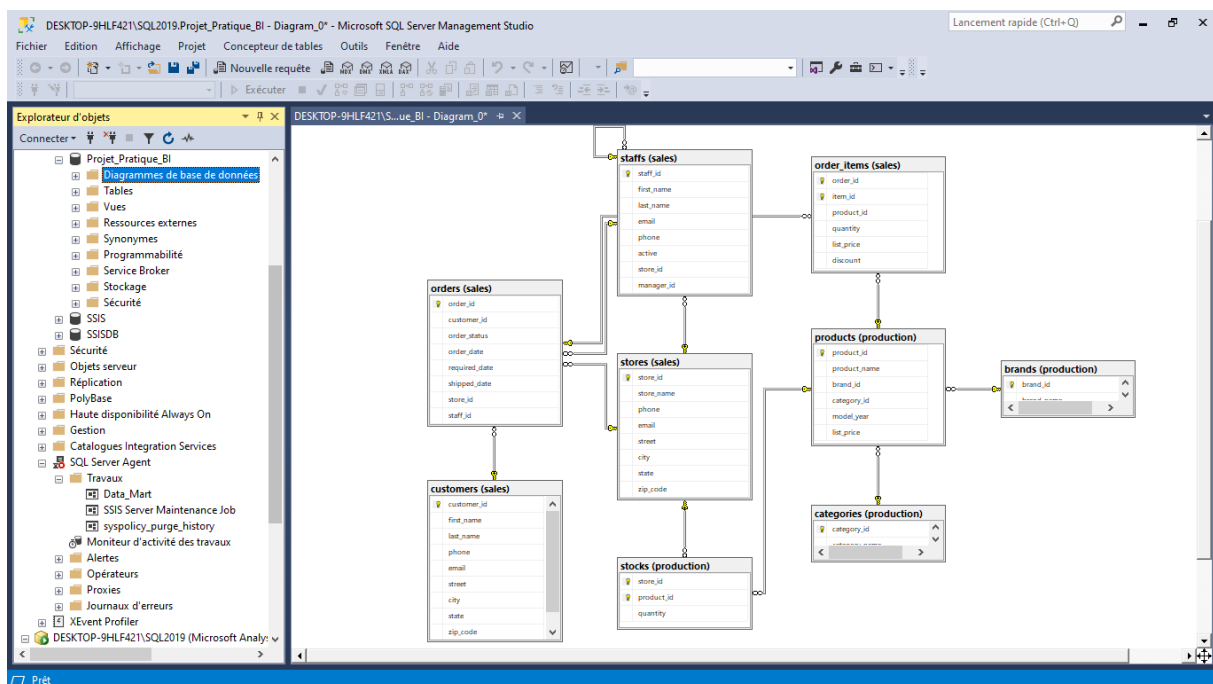 DESKTOP-9HLF421\SQL2019.Projet_Pratique_BI - Diagram_0* - Microsoft SQL Server Management Studio
Lancement rapide (Ctrl+Q)
Fichier Edition Affichage Projet Concepteur de tables Outils Fenêtre Aide
Nouvelle requête
MDX DMX XMLA DAX
Exécuter
Explorateur d'objets
DESKTOP-9HLF421\S...ue_BI - Diagram_0*
Connecter
Projet_Pratique_BI
Diagrammes de base de données
Tables
Vues
Ressources externes
Synonymes
Programmabilité
Service Broker
Stockage
Sécurité
SSIS
SSISDB
Sécurité
Objets serveur
Réplication
PolyBase
Haute disponibilité Always On
Gestion
Catalogues Integration Services
SQL Server Agent
Travaux
Data_Mart
SSIS Server Maintenance Job
syspolicy_purge_history
Moniteur d'activité des travaux
Alertes
Opérateurs
Proxies
Journaux d'erreurs
XEvent Profiler
DESKTOP-9HLF421\SQL2019 (Microsoft Analy
orders (sales)
order_id
customer_id
order_status
order_date
required_date
shipped_date
store_id
staff_id
customers (sales)
customer_id
first_name
last_name
phone
email
street
city
state
zip_code
staffs (sales)
staff_id
first_name
last_name
email
phone
active
store_id
manager_id
stores (sales)
store_id
store_name
phone
email
street
city
state
zip_code
stocks (production)
store_id
product_id
quantity
order_items (sales)
order_id
item_id
product_id
quantity
list_price
discount
products (production)
product_id
product_name
brand_id
category_id
model_year
list_price
categories (production)
category_id
category_name
brands (production)
brand_id
brand_name
Prêt